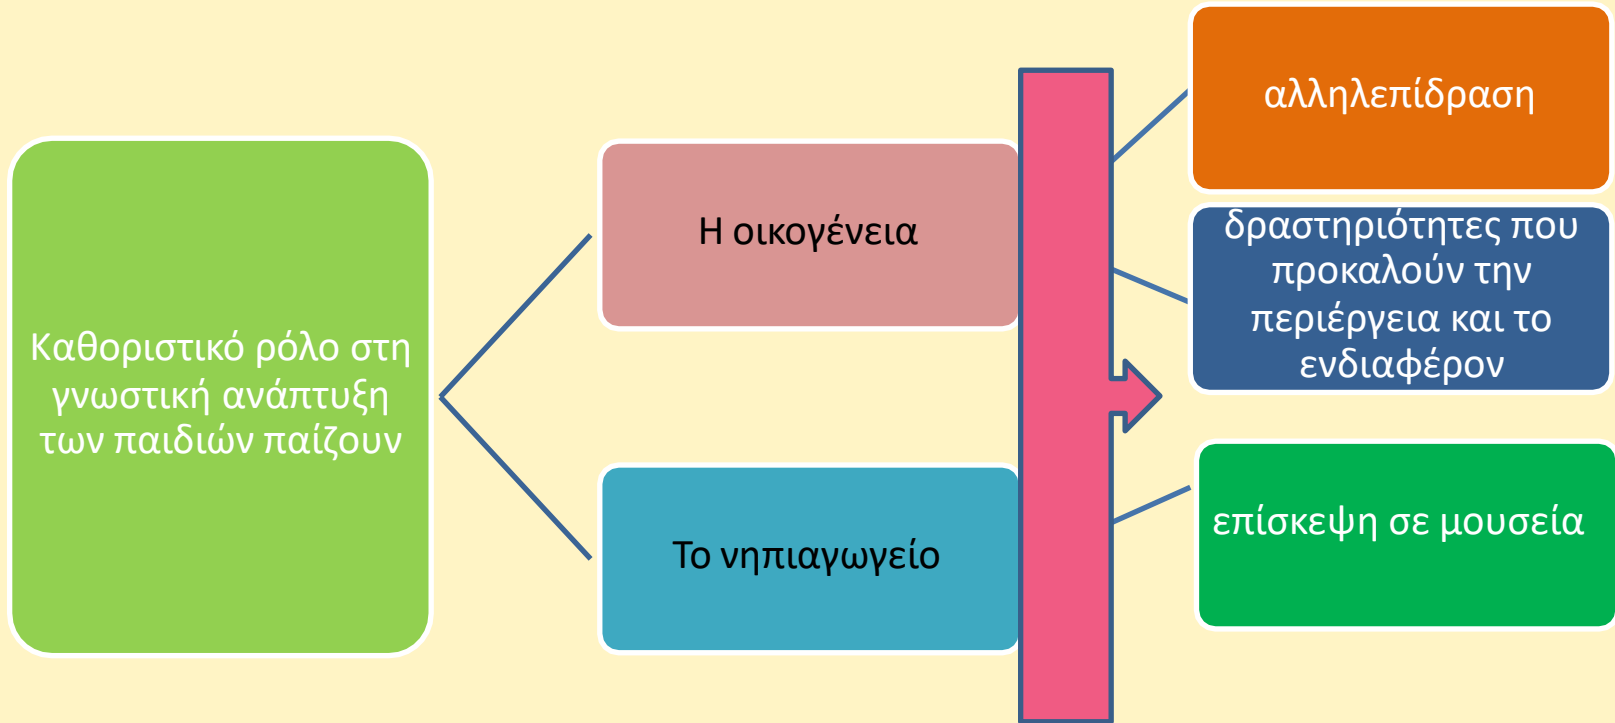 Καθοριστικό ρόλο στη
γνωστική ανάπτυξη
των παιδιών παίζουν
Η οικογένεια
Το νηπιαγωγείο
αλληλεπίδραση
δραστηριότητες που
προκαλούν την
περιέργεια και το
ενδιαφέρον
επίσκεψη σε μουσεία